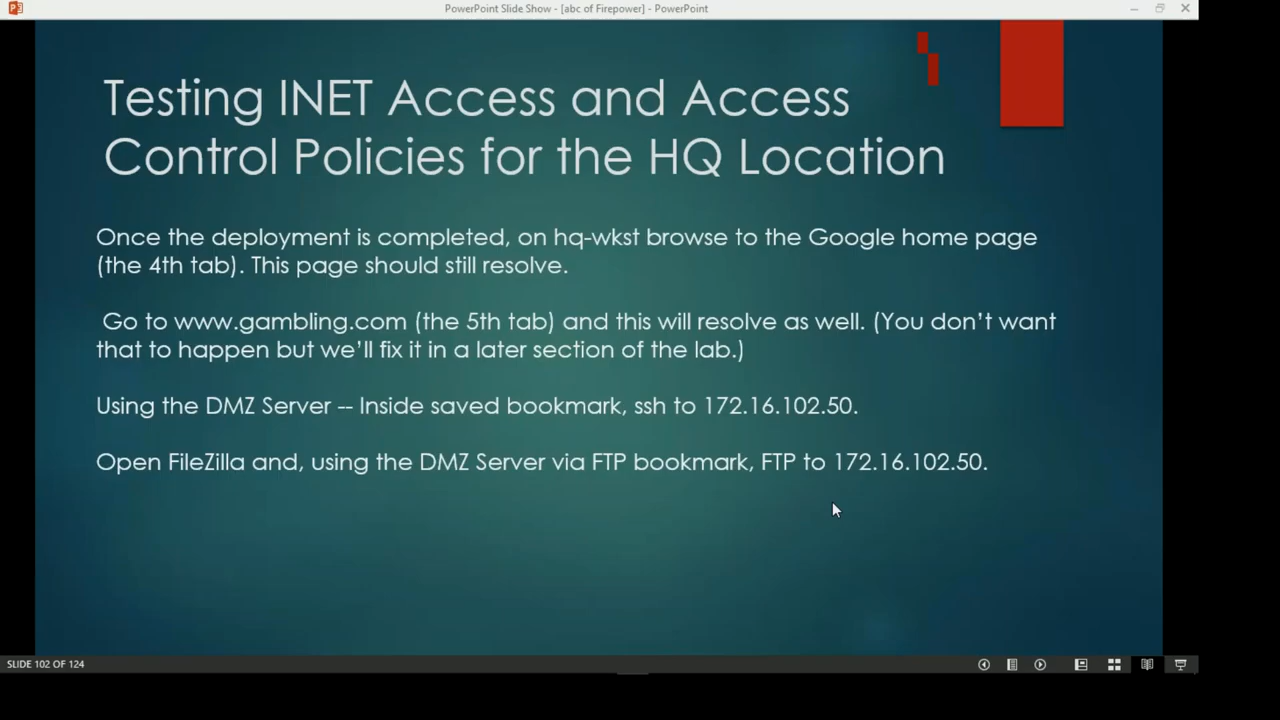 PowerPoint Slide Show - [abc of Firepower] - PowerPoint
Testing INET Access and Access
Control Policies for the HQ Location
Once the deployment is completed, on hq-wkst browse to the Google home page
(the 4th tab). This page should still resolve.
Go to www.gambling.com (the 5th tab) and this will resolve as well. (You don’t want
that to happen but we’ll fix it in a later section of the lab.)
Using the DMZ Server -- Inside saved bookmark, ssh to 172.16.102.50.
Open FileZilla and, using the DMZ Server via FTP bookmark, FTP to 172.16.102.50.
SLIDE 102 OF 124